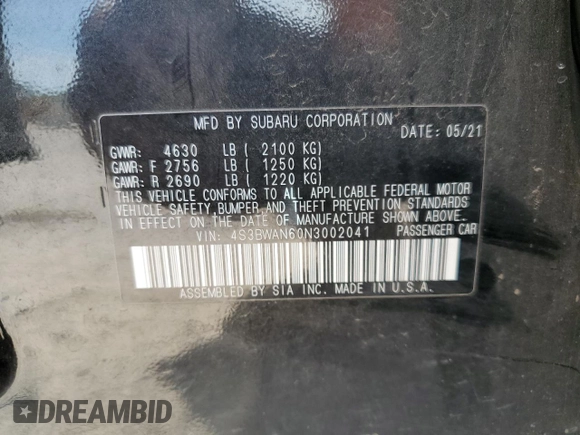 MFD BY SUBARU CORPORATION
DATE: 05/21
GVWR: 4630 LB ( 2100 KG)
GAWR: F 2756 LB ( 1250 KG)
GAWR: R 2690 LB ( 1220 KG)
THIS VEHICLE CONFORMS TO ALL APPLICABLE FEDERAL MOTOR
VEHICLE SAFETY, BUMPER AND THEFT PREVENTION STANDARDS
IN EFFECT ON THE DATE OF MANUFACTURE SHOWN ABOVE.
VIN: 4S3BWAN60N3002041 PASSENGER CAR
ASSEMBLED BY SIA INC. MADE IN U.S.A.
DREAMBID